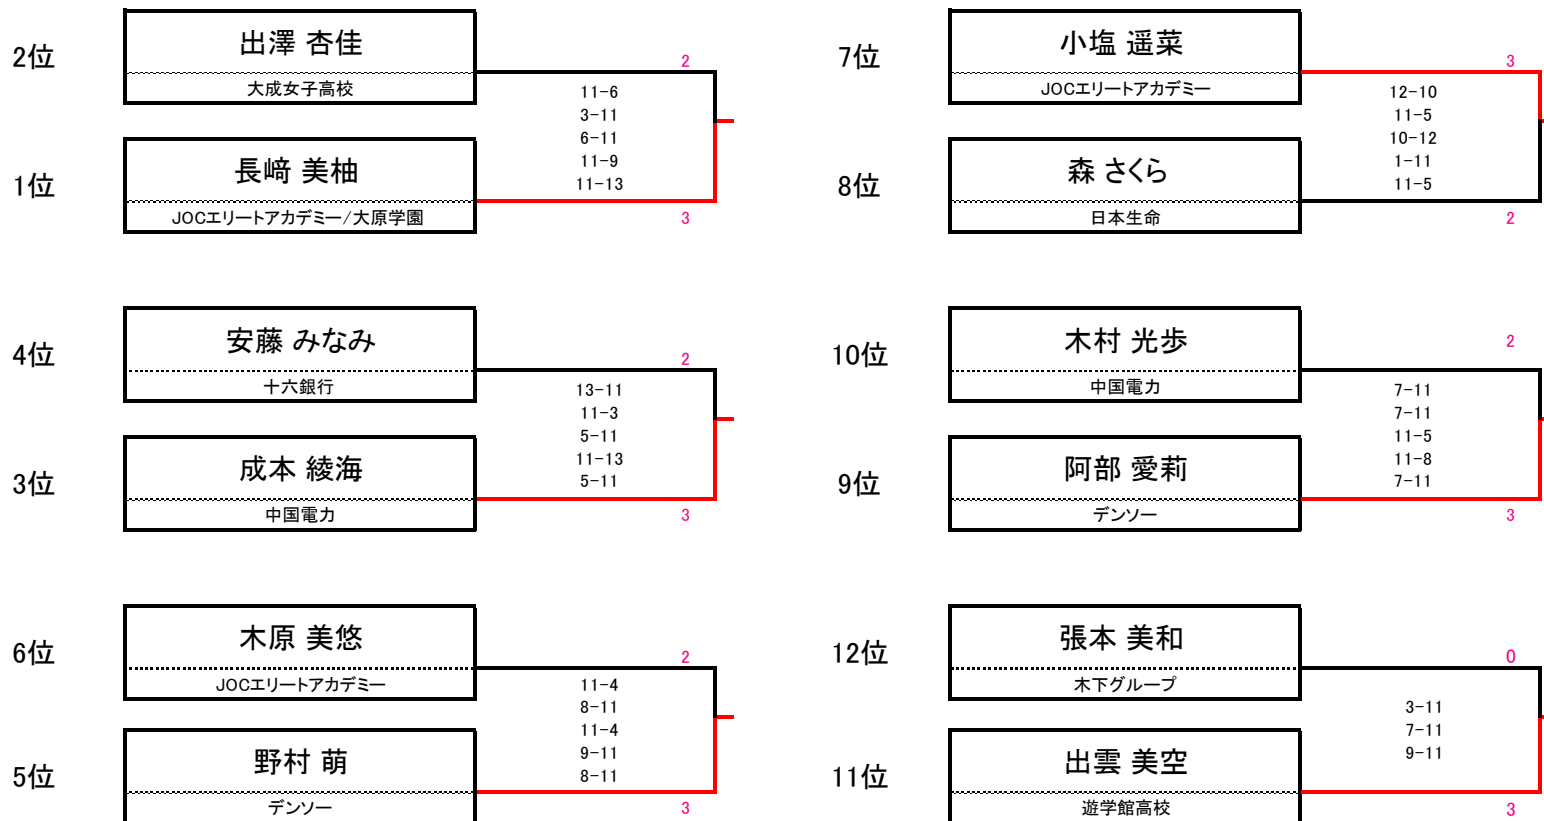 2位
出澤 杏佳
大成女子高校
2
11-6
3-11
6-11
11-9
11-13
1位
長﨑 美柚
JOCエリートアカデミー/大原学園
3
4位
安藤 みなみ
十六銀行
2
13-11
11-3
5-11
11-13
5-11
3位
成本 綾海
中国電力
3
6位
木原 美悠
JOCエリートアカデミー
2
11-4
8-11
11-4
9-11
8-11
5位
野村 萌
デンソー
3
7位
小塩 遥菜
JOCエリートアカデミー
3
12-10
11-5
10-12
1-11
11-5
8位
森 さくら
日本生命
2
10位
木村 光歩
中国電力
2
7-11
7-11
11-5
11-8
7-11
9位
阿部 愛莉
デンソー
3
12位
張本 美和
木下グループ
0
3-11
7-11
9-11
11位
出雲 美空
遊学館高校
3